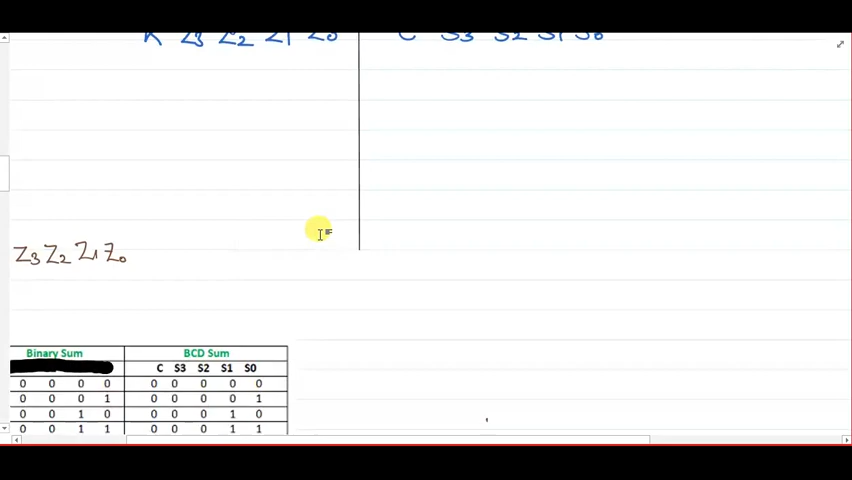 K Z3 Z2 Z1 Z0 C S3 S2 S1 S0
Z3 Z2 Z1 Z0
Binary Sum BCD Sum
C S3 S2 S1 S0
0 0 0 0 0 0 0 0 0
0 0 0 1 0 0 0 0 1
0 0 1 0 0 0 0 1 0
0 0 1 1 0 0 0 1 1